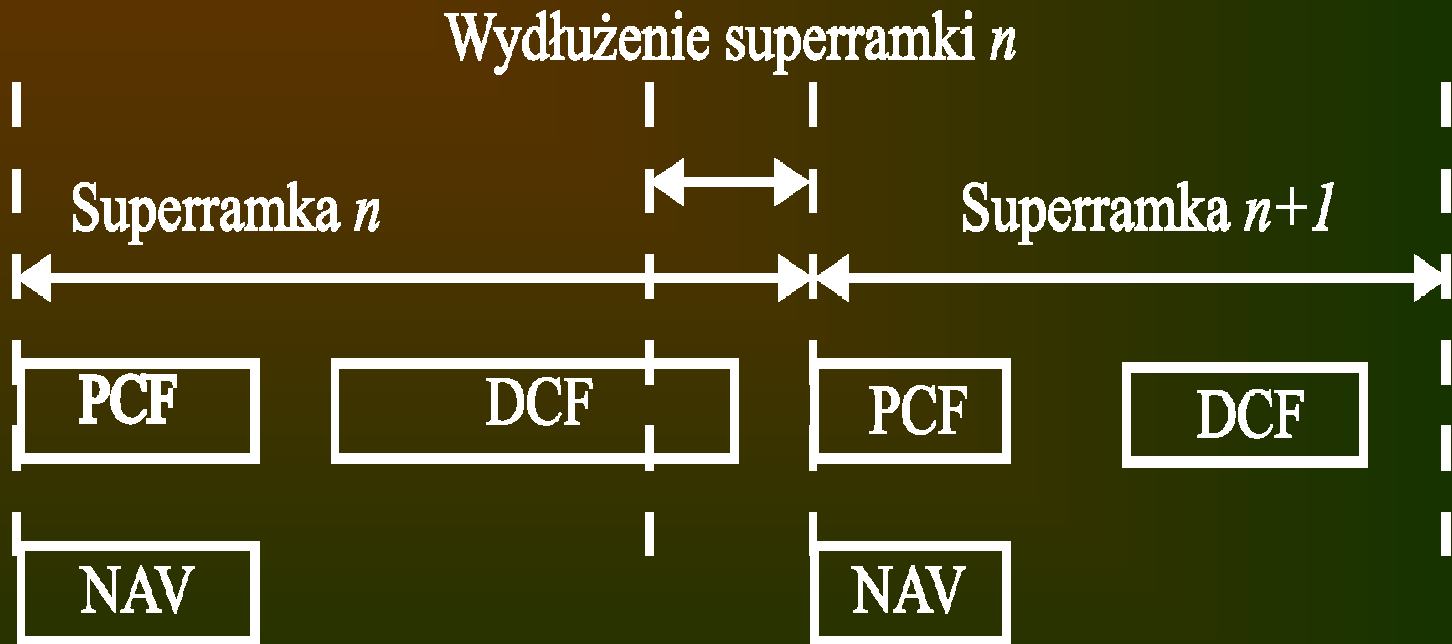 Wydłużenie superramki n
Superramka n
Superramka n+1
PCF
DCF
PCF
DCF
NAV
NAV